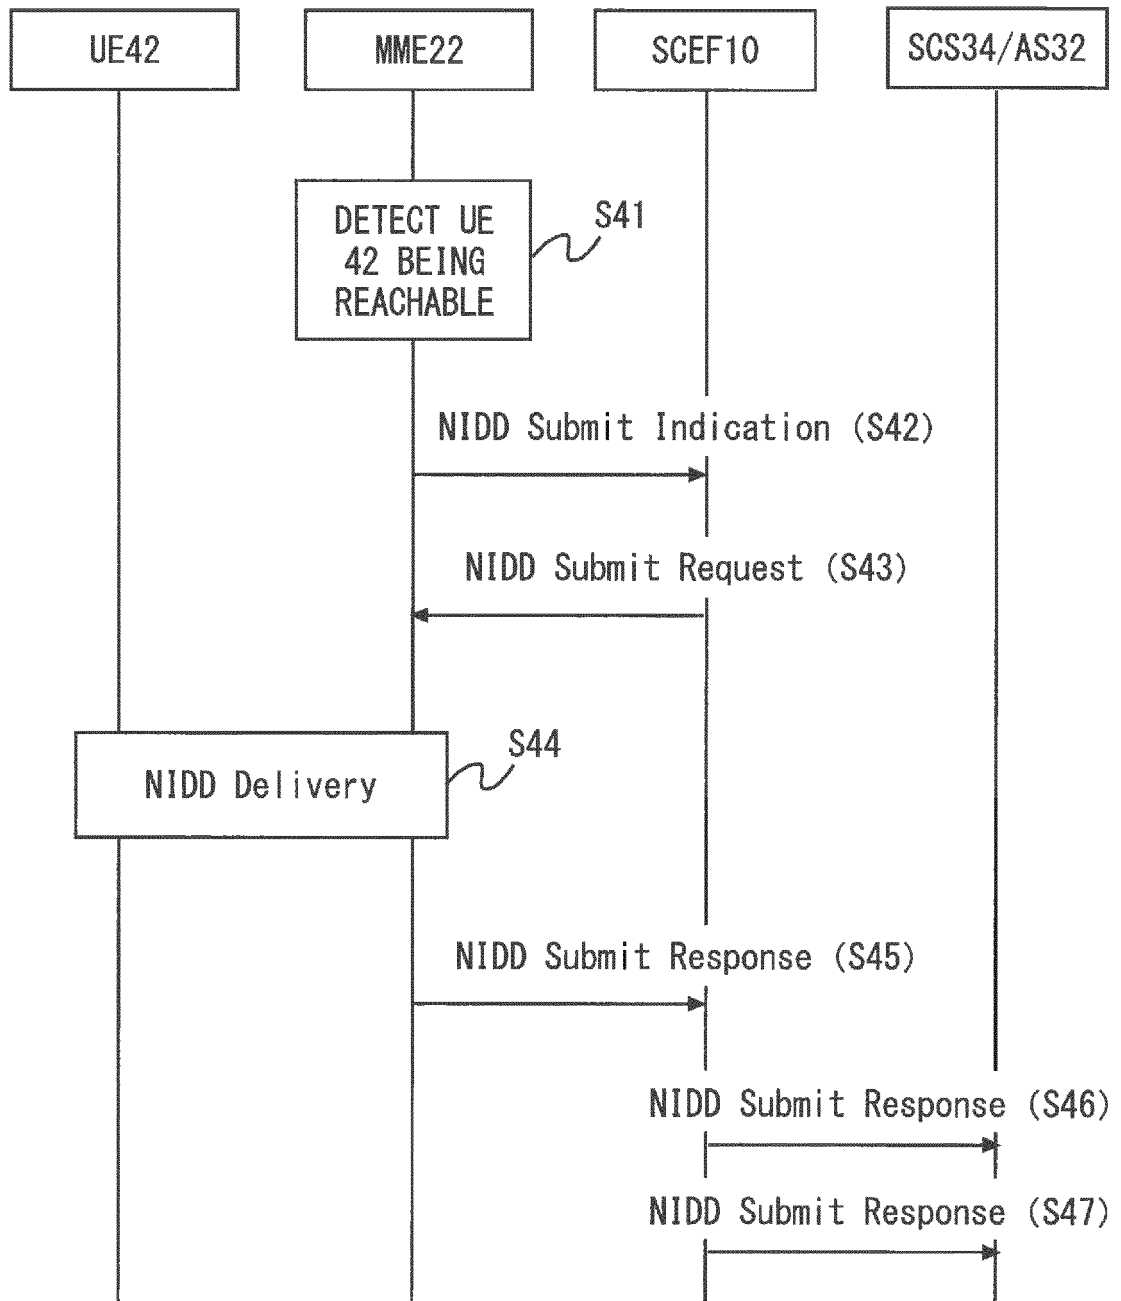 UE42
MME22
SCEF10
SCS34/AS32
DETECT UE
42 BEING
REACHABLE
S41
NIDD Submit Indication (S42)
NIDD Submit Request (S43)
NIDD Delivery
S44
NIDD Submit Response (S45)
NIDD Submit Response (S46)
NIDD Submit Response (S47)